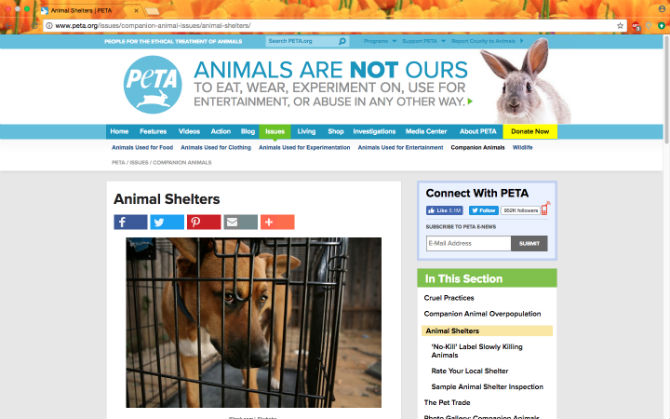 Animal Shelters | PETA
www.peta.org/issues/companion-animal-issues/animal-shelters/
PEOPLE FOR THE ETHICAL TREATMENT OF ANIMALS
Search PETA.org
Programs
Support PETA
Report Cruelty to Animals
PETA
ANIMALS ARE NOT OURS
TO EAT, WEAR, EXPERIMENT ON, USE FOR
ENTERTAINMENT, OR ABUSE IN ANY OTHER WAY.
Home Features Videos Action Blog Issues Living Shop Investigations Media Center About PETA Donate Now
Animals Used for Food Animals Used for Clothing Animals Used for Experimentation Animals Used for Entertainment Companion Animals Wildlife
PETA / ISSUES / COMPANION ANIMALS
Animal Shelters
Connect With PETA
Like 5.1M Follow 952K followers
SUBSCRIBE TO PETA E-NEWS
E-Mail Address SUBMIT
In This Section
Cruel Practices
Companion Animal Overpopulation
Animal Shelters
'No-Kill' Label Slowly Killing
Animals
Rate Your Local Shelter
Sample Animal Shelter Inspection
The Pet Trade
Photo Gallery: Companion Animals